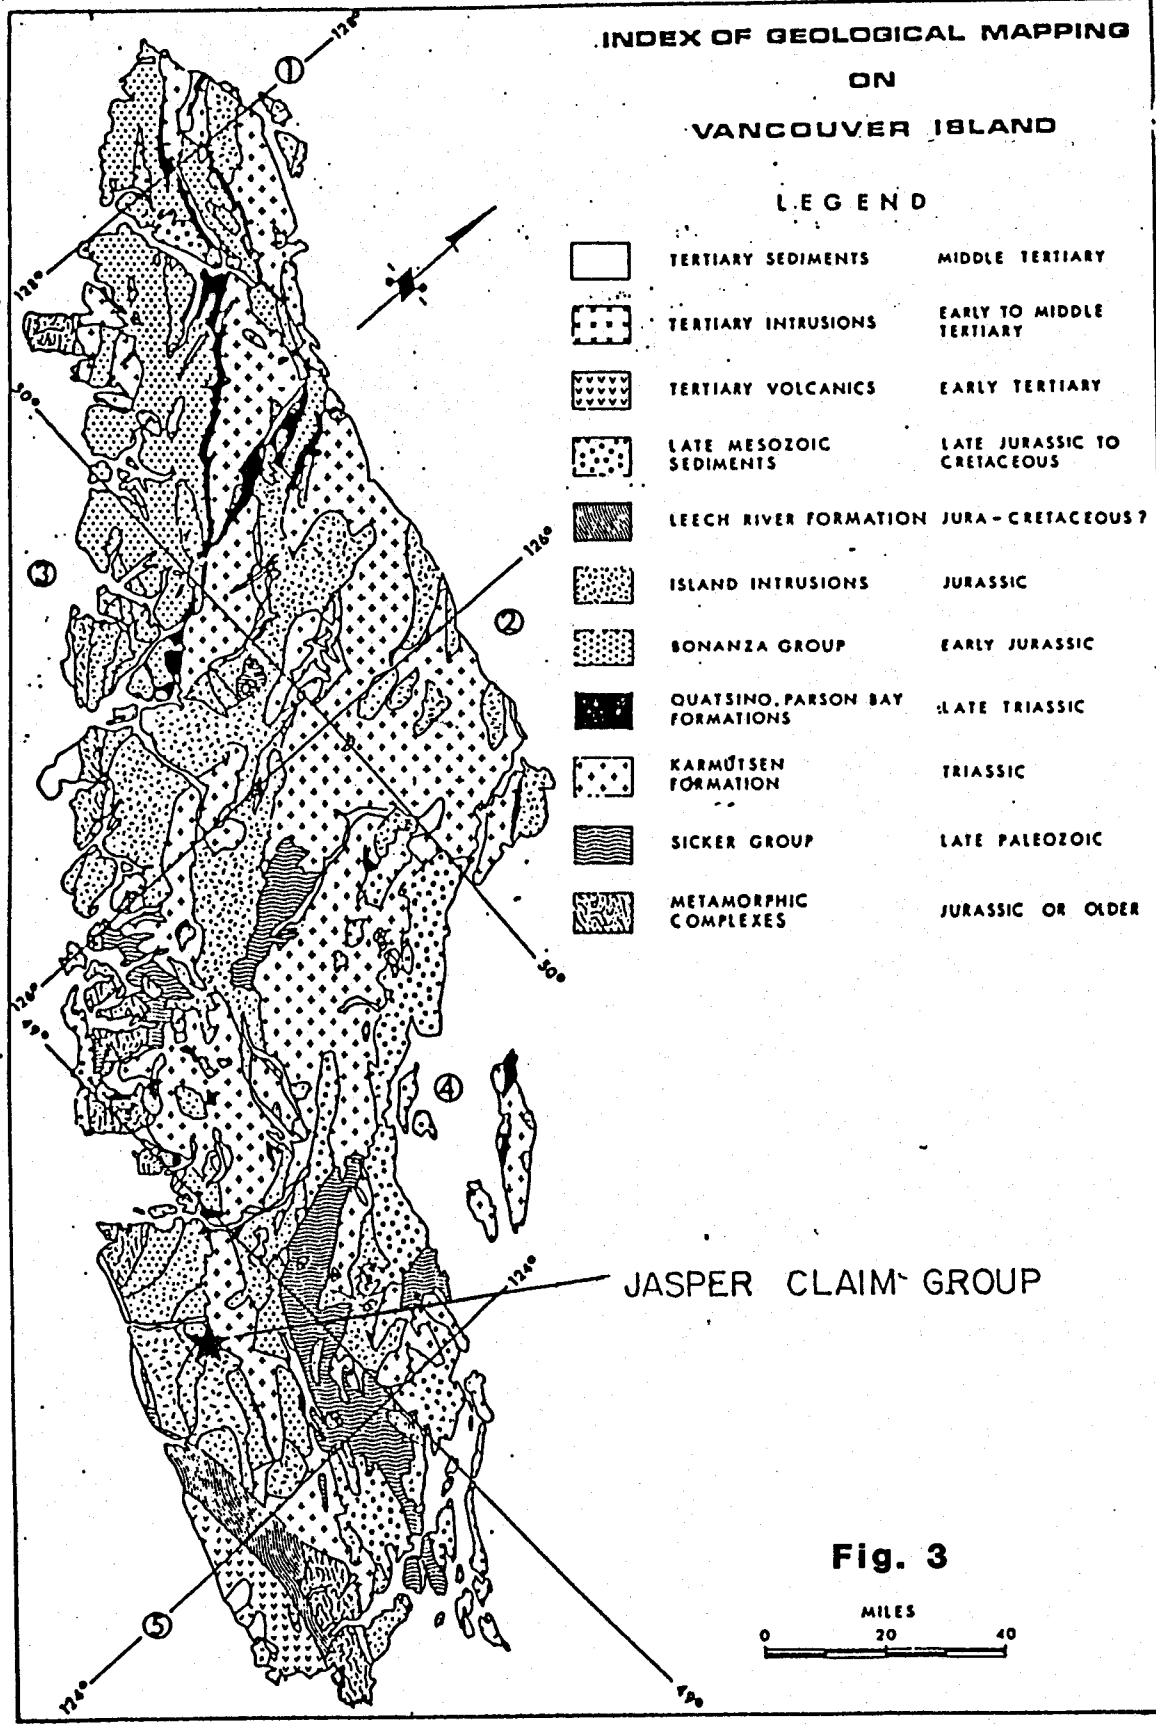 INDEX OF GEOLOGICAL MAPPING
ON
VANCOUVER ISLAND
LEGEND
TERTIARY SEDIMENTS MIDDLE TERTIARY
TERTIARY INTRUSIONS EARLY TO MIDDLE
TERTIARY
TERTIARY VOLCANICS EARLY TERTIARY
LATE MESOZOIC LATE JURASSIC TO
SEDIMENTS CRETACEOUS
LEECH RIVER FORMATION JURA-CRETACEOUS?
ISLAND INTRUSIONS JURASSIC
BONANZA GROUP EARLY JURASSIC
QUATSINO, PARSON BAY LATE TRIASSIC
FORMATIONS
KARMUTSEN TRIASSIC
FORMATION
SICKER GROUP LATE PALEOZOIC
METAMORPHIC JURASSIC OR OLDER
COMPLEXES
128°
1
128°
50°
126°
3
2
126°
49°
50°
4
124°
JASPER CLAIM GROUP
5
124°
49°
Fig. 3
MILES
0 20 40